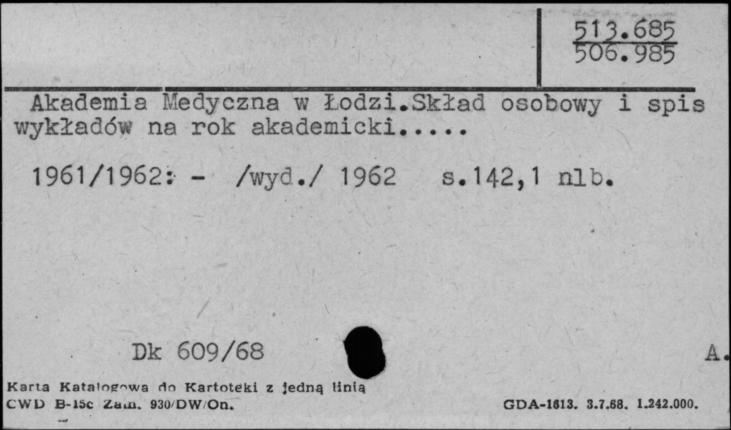 513.685
506.985
Akademia Medyczna w Łodzi.Skład osobowy i spis
wykładów na rok akademicki.....
1961/1962: - /wyd./ 1962 s.142,1 nlb.
Dk 609/68
A.
Karta Katalogowa do Kartoteki z jedną linią
CWD B-15c Zam. 930/DW/On.
GDA-1613. 3.7.68. 1.242.000.